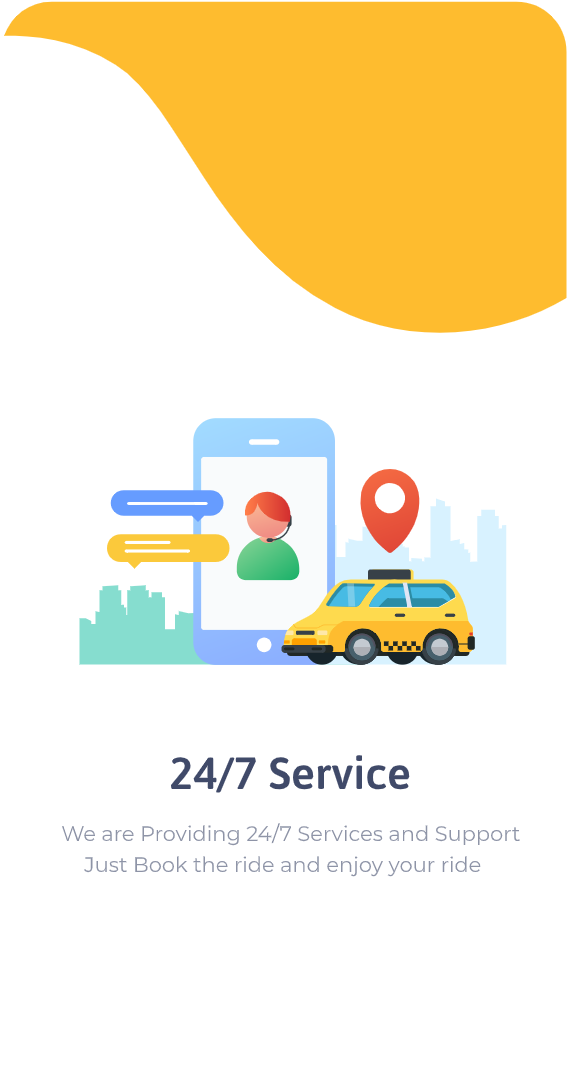 24/7 Service
We are Providing 24/7 Services and Support
Just Book the ride and enjoy your ride